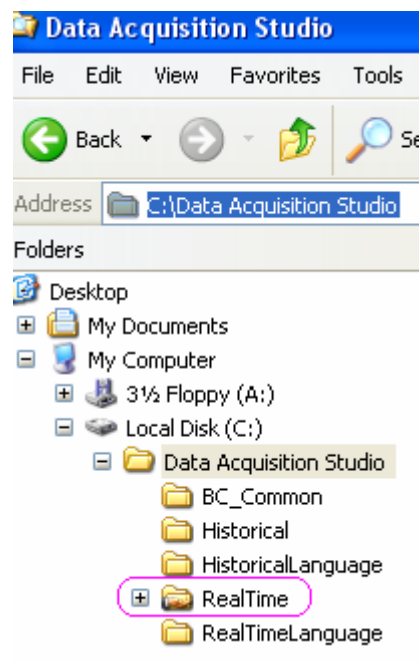 Data Acquisition Studio
File Edit View Favorites Tools
Back
Address C:\Data Acquisition Studio
Folders
Desktop
My Documents
My Computer
3½ Floppy (A:)
Local Disk (C:)
Data Acquisition Studio
BC_Common
Historical
HistoricalLanguage
RealTime
RealTimeLanguage